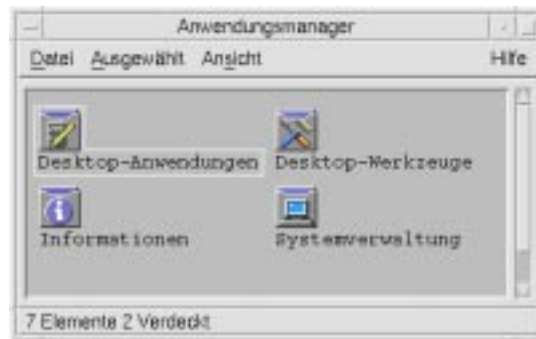 Anwendungsmanager
Datei Ausgewählt Ansicht Hilfe
Desktop-Anwendungen Desktop-Werkzeuge
Informationen Systemverwaltung
7 Elemente 2 Verdeckt